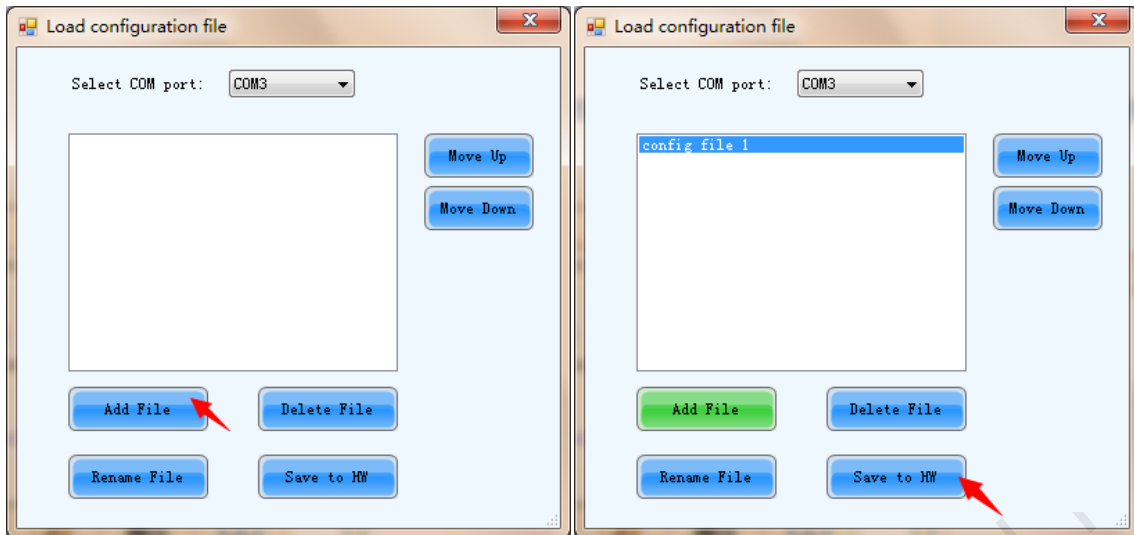 Load configuration file
Select COM port: COM3
Move Up
Move Down
Add File Delete File
Rename File Save to HW
Load configuration file
Select COM port: COM3
config file 1
Move Up
Move Down
Add File Delete File
Rename File Save to HW